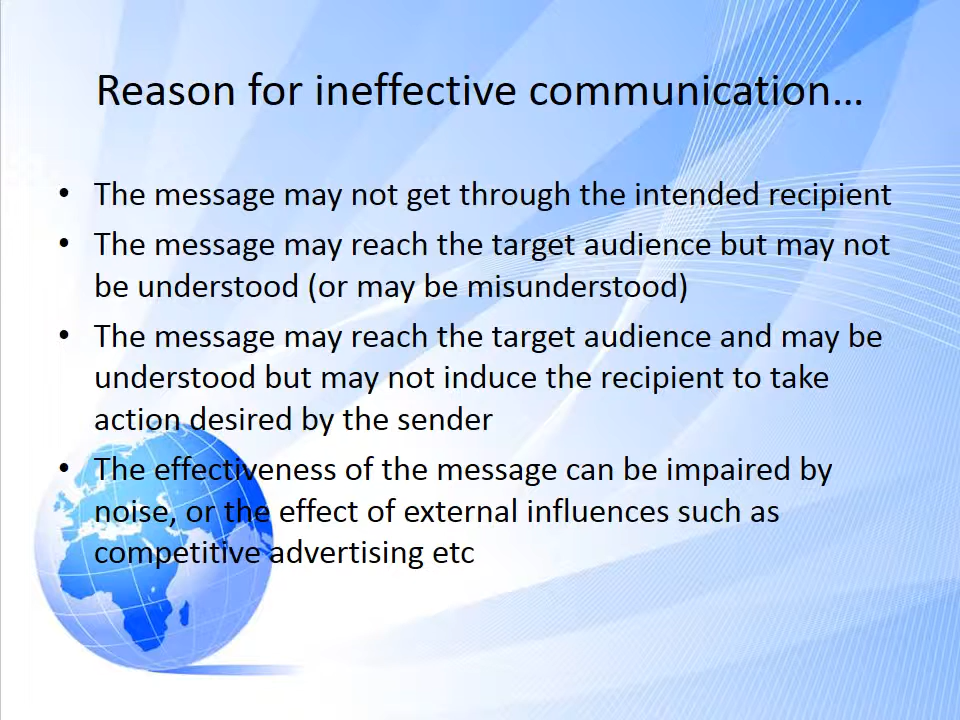 Reason for ineffective communication…
• The message may not get through the intended recipient
• The message may reach the target audience but may not
be understood (or may be misunderstood)
• The message may reach the target audience and may be
understood but may not induce the recipient to take
action desired by the sender
• The effectiveness of the message can be impaired by
noise, or the effect of external influences such as
competitive advertising etc